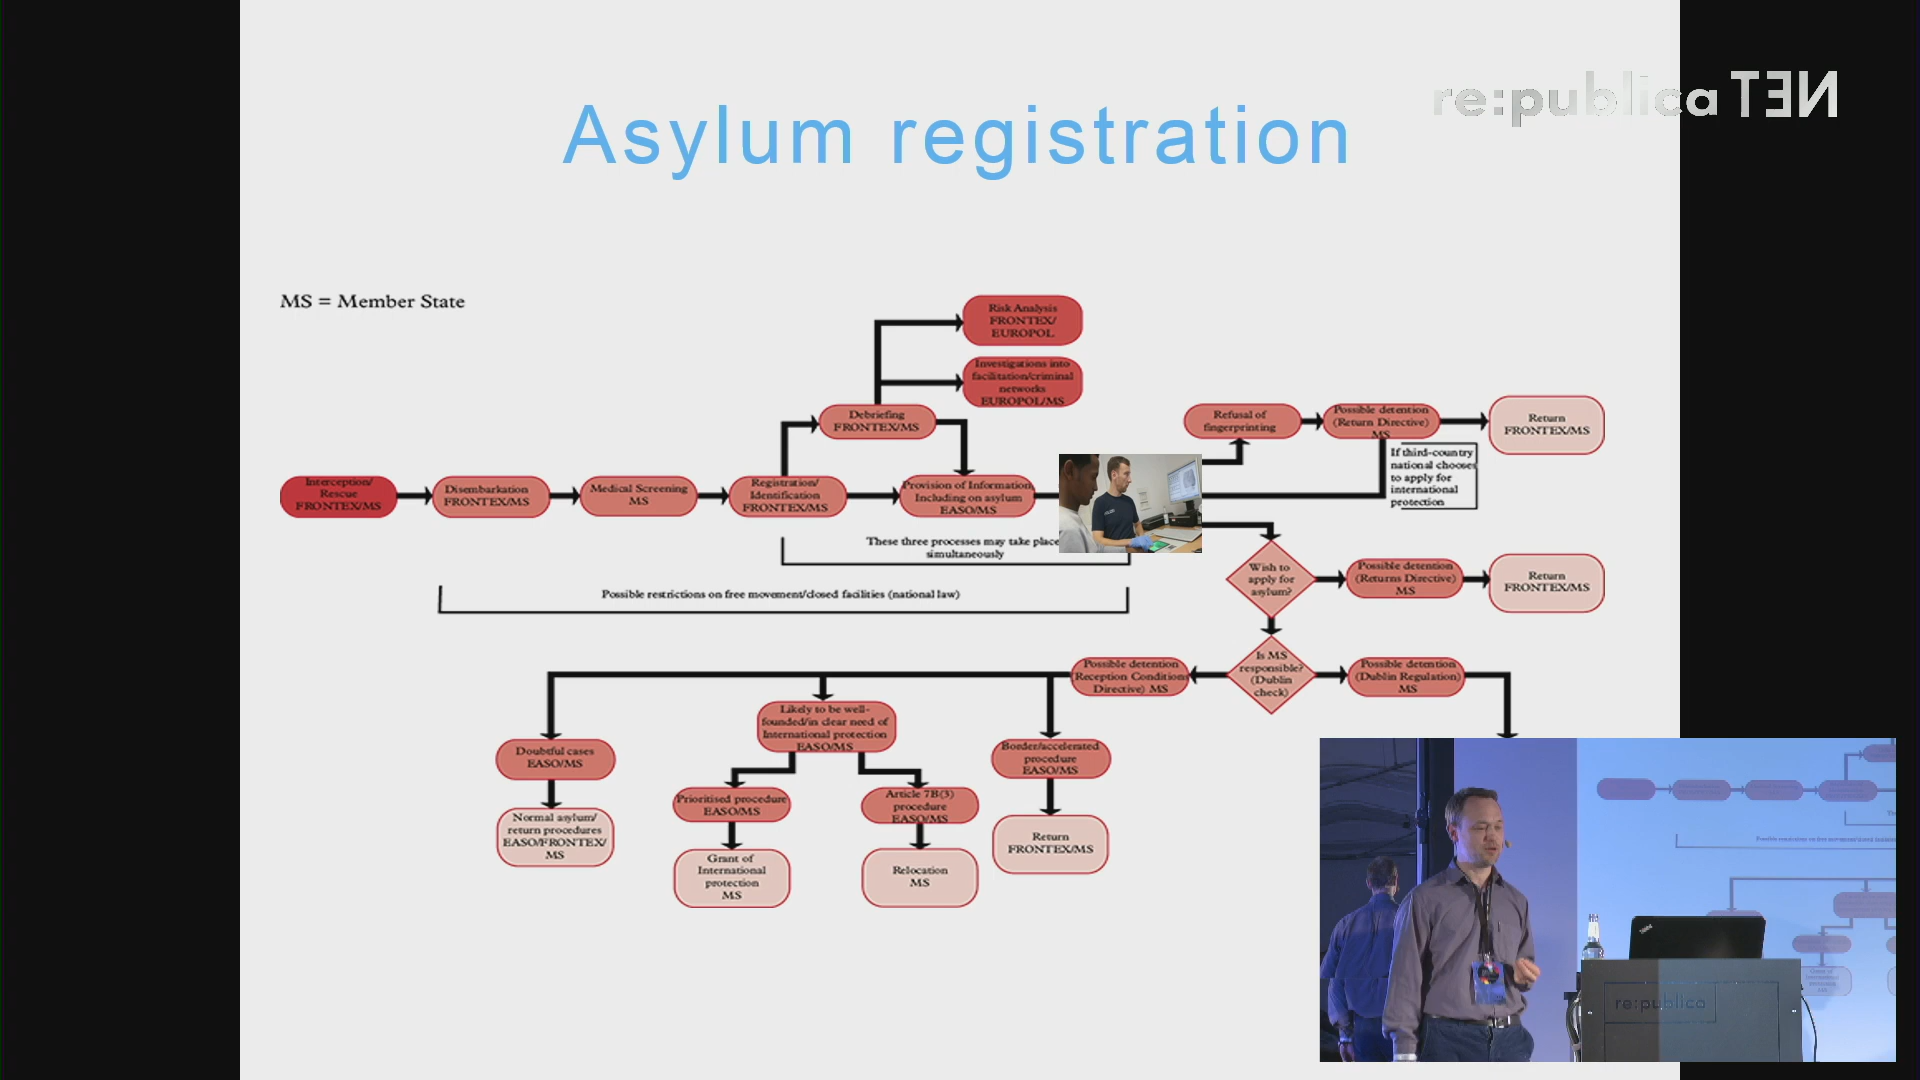 re:publica TEN
Asylum registration
MS = Member State
Risk Analysis
FRONTEX/
EUROPOL
Investigations into
facilitation/criminal
networks
EUROPOL/MS
Debriefing
FRONTEX/MS
Refusal of
fingerprinting
Possible detention
(Return Directive)
MS
Return
FRONTEX/MS
If third-country
national chooses
to apply for
international
protection
Interception/
Rescue
FRONTEX/MS
Disembarkation
FRONTEX/MS
Medical Screening
MS
Registration/
Identification
FRONTEX/MS
Provision of Information
Including on asylum
EASO/MS
These three processes may take place
simultaneously
Possible restrictions on free movement/closed facilities (national law)
Wish to
apply for
asylum?
Possible detention
(Returns Directive)
MS
Return
FRONTEX/MS
Is MS
responsible?
(Dublin
check)
Possible detention
(Reception Conditions
Directive) MS
Possible detention
(Dublin Regulation)
MS
Likely to be well-
founded/in clear need of
International protection
EASO/MS
Doubtful cases
EASO/MS
Border/accelerated
procedure
EASO/MS
Prioritised procedure
EASO/MS
Article 7B(3)
procedure
EASO/MS
Normal asylum/
return procedures
EASO/FRONTEX/
MS
Return
FRONTEX/MS
Grant of
International
protection
MS
Relocation
MS
re:publica